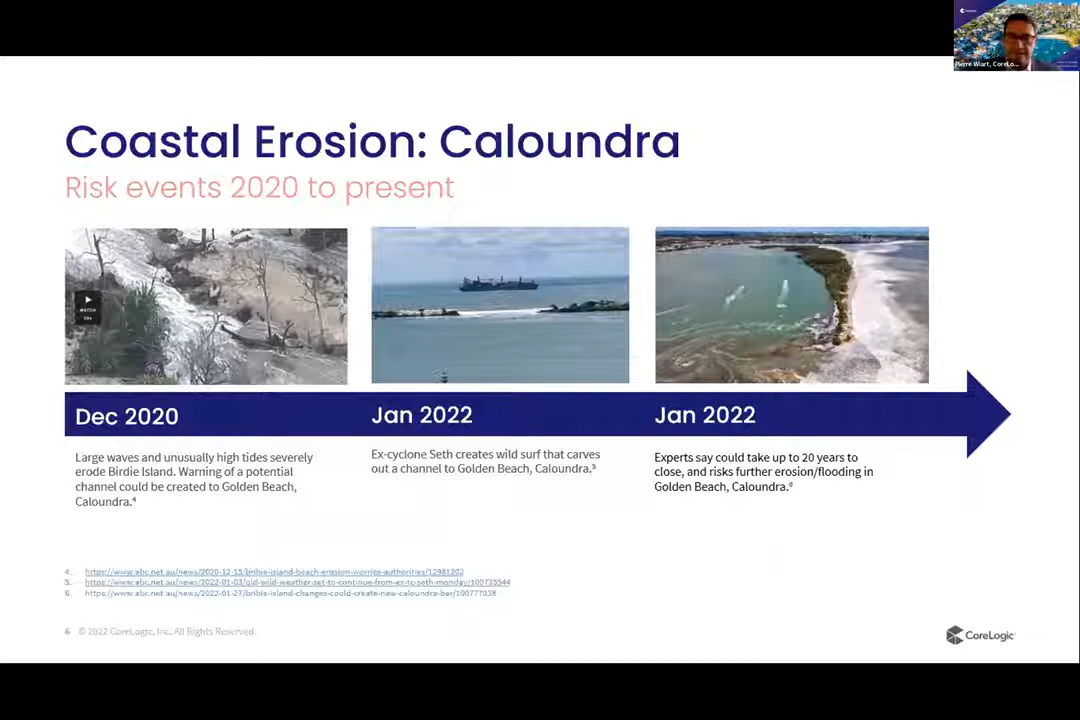 Pierre Wiart, CoreLo...
Coastal Erosion: Caloundra
Risk events 2020 to present
WATCH
Dec 2020
Jan 2022
Jan 2022
Large waves and unusually high tides severely
erode Birdie Island. Warning of a potential
channel could be created to Golden Beach,
Caloundra.⁴
Ex-cyclone Seth creates wild surf that carves
out a channel to Golden Beach, Caloundra.⁵
Experts say could take up to 20 years to
close, and risks further erosion/flooding in
Golden Beach, Caloundra.⁶
4. https://www.abc.net.au/news/2020-12-15/bribie-island-beach-erosion-worries-authorities/12981202
5. https://www.abc.net.au/news/2022-01-03/qld-wild-weather-set-to-continue-from-ex-tc-seth-monday/100735544
6. https://www.abc.net.au/news/2022-01-27/bribie-island-changes-could-create-new-caloundra-bar/100777038
6 © 2022 CoreLogic, Inc. All Rights Reserved.
CoreLogic